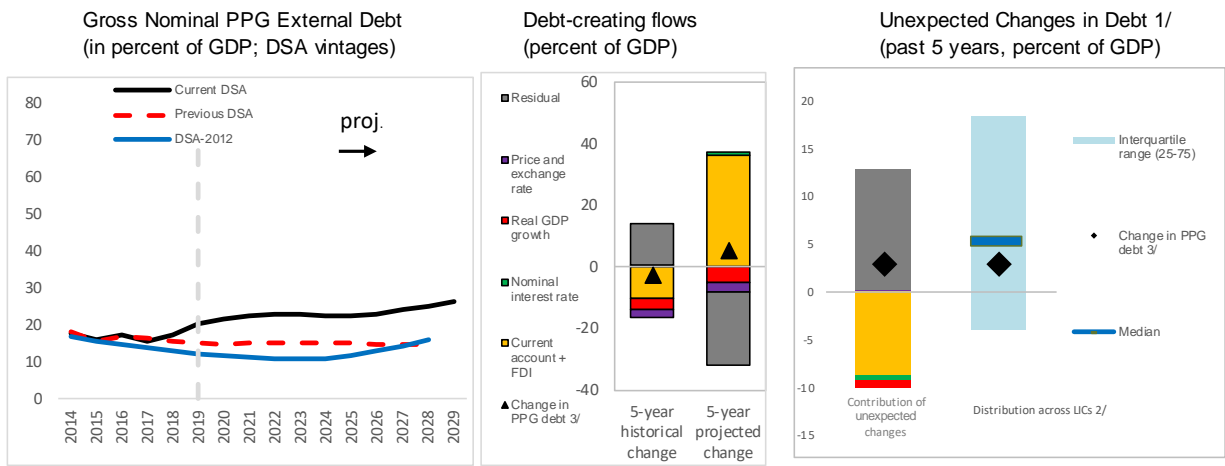 Gross Nominal PPG External Debt
(in percent of GDP; DSA vintages)
Current DSA
Previous DSA
DSA-2012
proj.
80
70
60
50
40
30
20
10
0
2014
2015
2016
2017
2018
2019
2020
2021
2022
2023
2024
2025
2026
2027
2028
2029
Debt-creating flows
(percent of GDP)
Residual
Price and
exchange
rate
Real GDP
growth
Nominal
interest rate
Current
account +
FDI
Change in
PPG debt 3/
60
40
20
0
-20
-40
5-year
historical
change
5-year
projected
change
Unexpected Changes in Debt 1/
(past 5 years, percent of GDP)
20
15
10
5
0
-5
-10
-15
Contribution of
unexpected
changes
Distribution across LICs 2/
Interquartile
range (25-75)
Change in PPG
debt 3/
Median